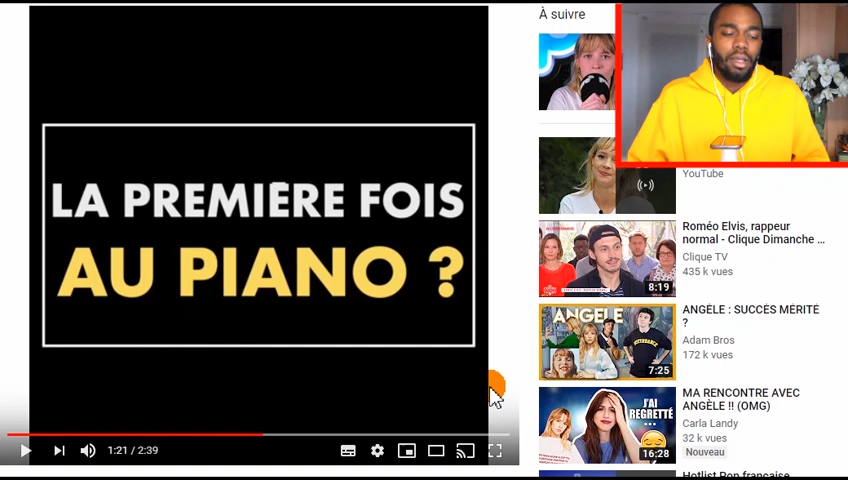 À suivre
LA PREMIÈRE FOIS
AU PIANO ?
1:21 / 2:39
YouTube
Roméo Elvis, rappeur
normal - Clique Dimanche ...
Clique TV
435 k vues
8:19
ANGÈLE
ANGÈLE : SUCCÈS MÉRITÉ
?
Adam Bros
172 k vues
7:25
MA RENCONTRE AVEC
ANGÈLE !! (OMG)
Carla Landy
32 k vues
Nouveau
J'AI
REGRETTÉ
...
16:28
Hotlist Pop française